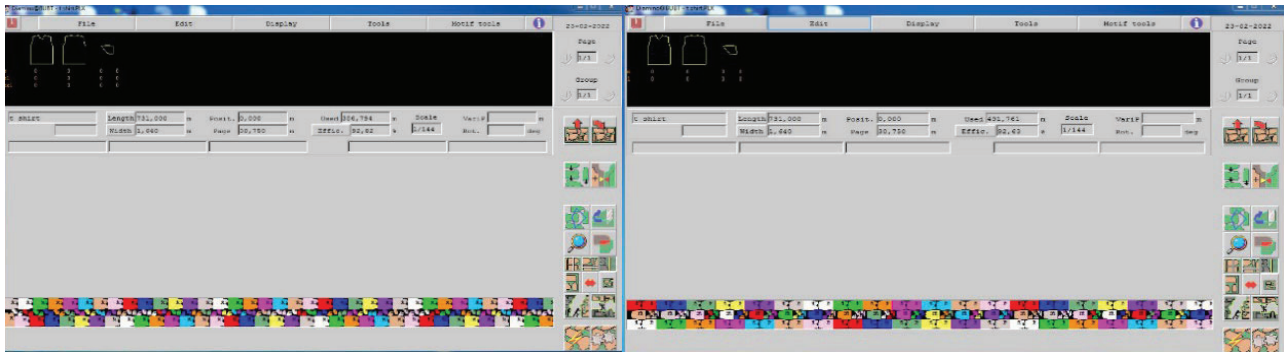 File Edit Display Tools Motif tools 23-02-2022
Page
1/1
Group
1/1
t shirt Length 731,000 m Posit. 0,000 m Used m Scale Varif m
Width 1,640 m Page 30,750 m Effic. % 1/144 Rot. deg
File Edit Display Tools Motif tools 23-02-2022
Page
1/1
Group
1/1
t shirt Length 731,000 m Posit. 0,000 m Used 431,761 m Scale Varif m
Width 1,640 m Page 30,750 m Effic. 92,63 % 1/144 Rot. deg